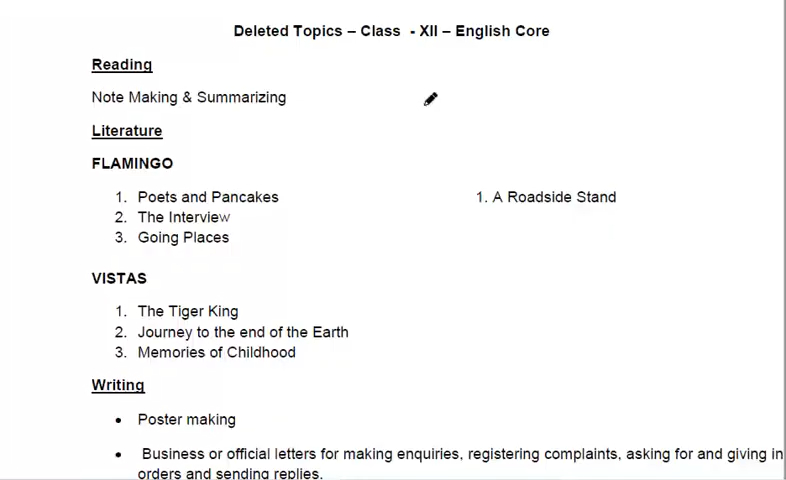 Deleted Topics – Class - XII – English Core
Reading
Note Making & Summarizing
Literature
FLAMINGO
1. Poets and Pancakes
2. The Interview
3. Going Places
1. A Roadside Stand
VISTAS
1. The Tiger King
2. Journey to the end of the Earth
3. Memories of Childhood
Writing
• Poster making
• Business or official letters for making enquiries, registering complaints, asking for and giving in
orders and sending replies.